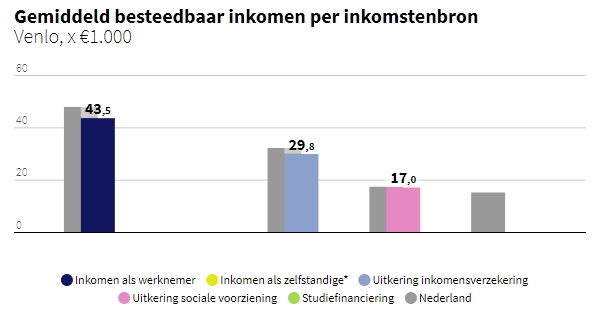 Gemiddeld besteedbaar inkomen per inkomstenbron
Venlo, x €1.000
60
40
20
0
43,5
29,8
17,0
Inkomen als werknemer Inkomen als zelfstandige* Uitkering inkomensverzekering
Uitkering sociale voorziening Studiefinanciering Nederland